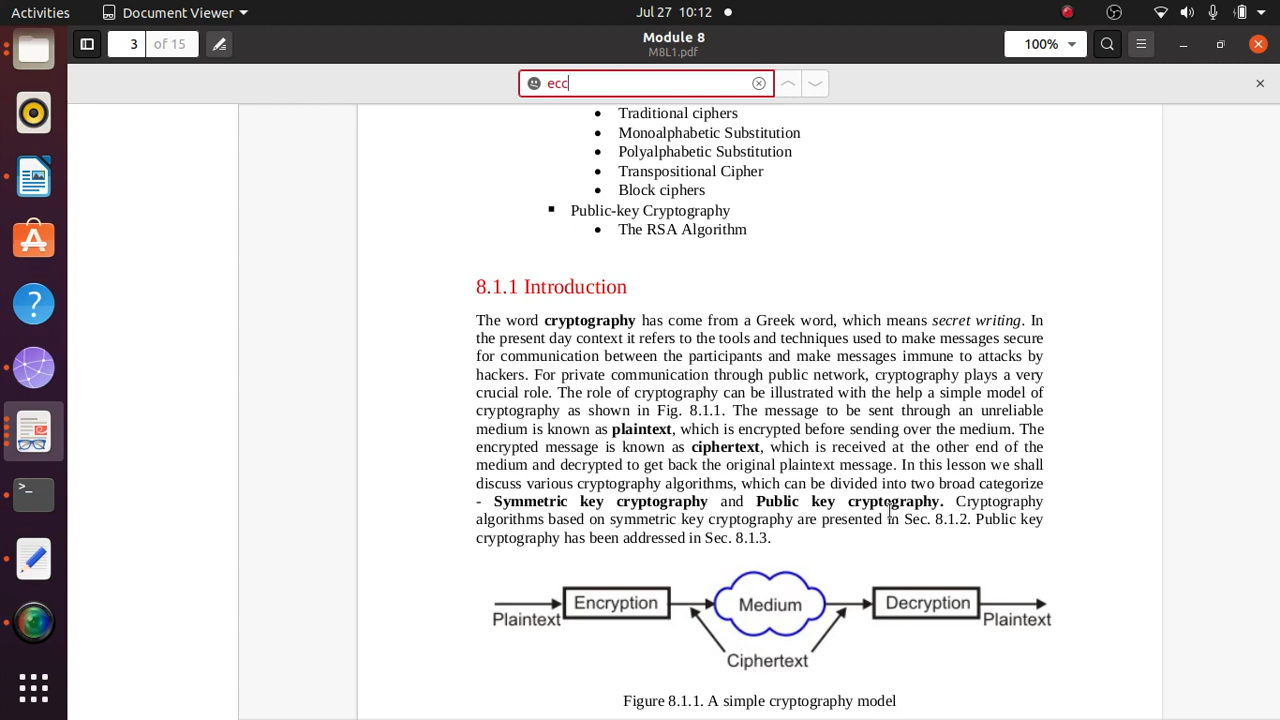 Activities
Document Viewer
Jul 27 10:12
3
of 15
Module 8
M8L1.pdf
100%
ecc
• Traditional ciphers
• Monoalphabetic Substitution
• Polyalphabetic Substitution
• Transpositional Cipher
• Block ciphers
▪ Public-key Cryptography
• The RSA Algorithm
8.1.1 Introduction
The word cryptography has come from a Greek word, which means secret writing. In
the present day context it refers to the tools and techniques used to make messages secure
for communication between the participants and make messages immune to attacks by
hackers. For private communication through public network, cryptography plays a very
crucial role. The role of cryptography can be illustrated with the help a simple model of
cryptography as shown in Fig. 8.1.1. The message to be sent through an unreliable
medium is known as plaintext, which is encrypted before sending over the medium. The
encrypted message is known as ciphertext, which is received at the other end of the
medium and decrypted to get back the original plaintext message. In this lesson we shall
discuss various cryptography algorithms, which can be divided into two broad categorize
- Symmetric key cryptography and Public key cryptography. Cryptography
algorithms based on symmetric key cryptography are presented in Sec. 8.1.2. Public key
cryptography has been addressed in Sec. 8.1.3.
Encryption
Medium
Decryption
Plaintext
Plaintext
Ciphertext
Figure 8.1.1. A simple cryptography model